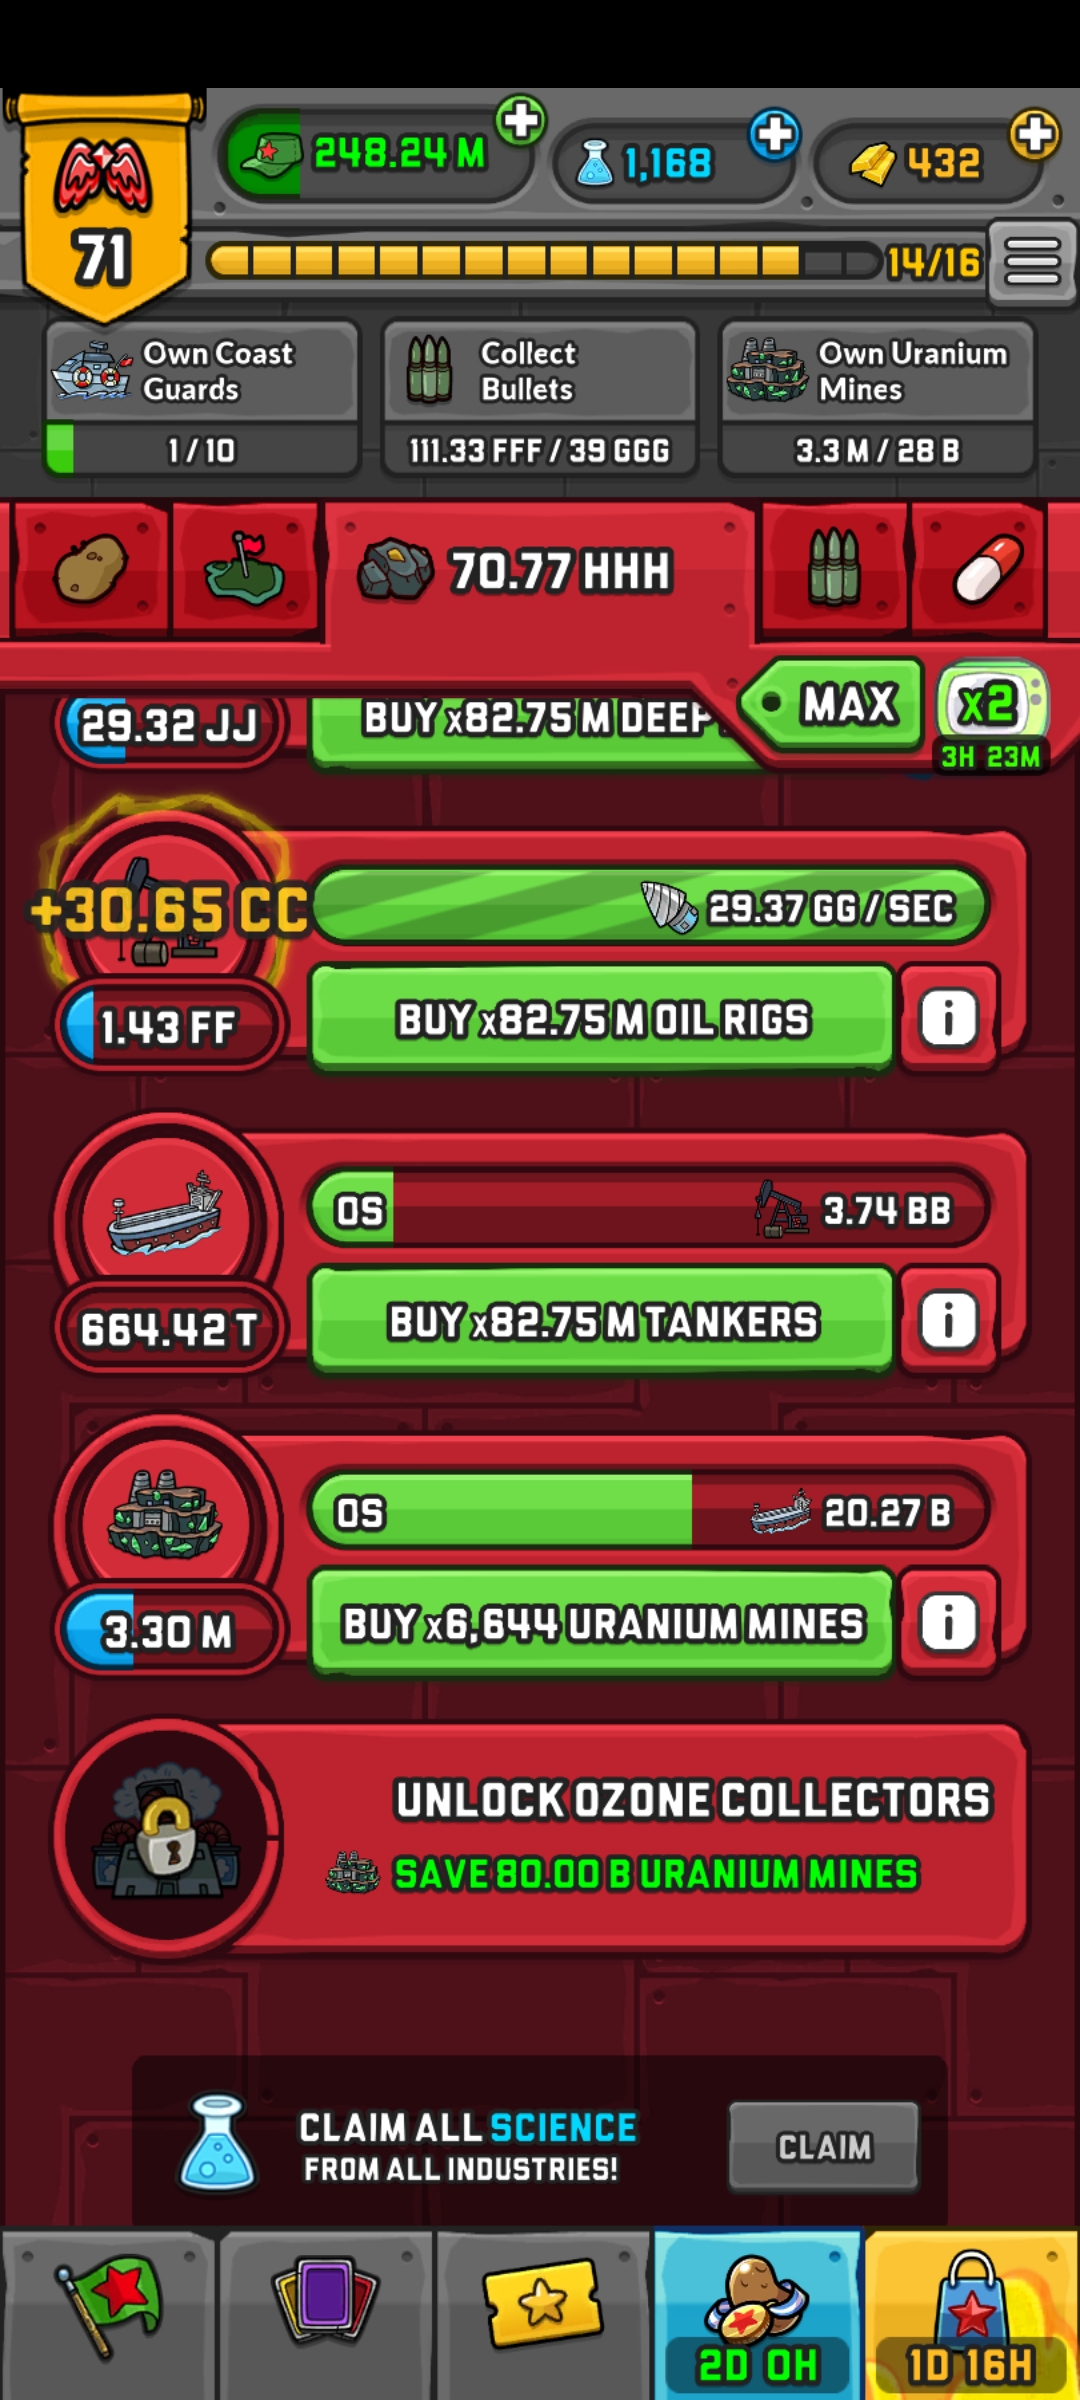 248.24 M
1,168
432
71
14/16
Own Coast
Guards
1 / 10
Collect
Bullets
111.33 FFF / 39 GGG
Own Uranium
Mines
3.3 M / 28 B
70.77 HHH
MAX
x2
3H 23M
29.32 JJ
BUY x82.75 M DEEP
+30.65 CC
29.37 GG / SEC
1.43 FF
BUY x82.75 M OIL RIGS
i
0S
3.74 BB
664.42 T
BUY x82.75 M TANKERS
i
0S
20.27 B
3.30 M
BUY x6,644 URANIUM MINES
i
UNLOCK OZONE COLLECTORS
SAVE 80.00 B URANIUM MINES
CLAIM ALL SCIENCE
FROM ALL INDUSTRIES!
CLAIM
2D 0H
1D 16H